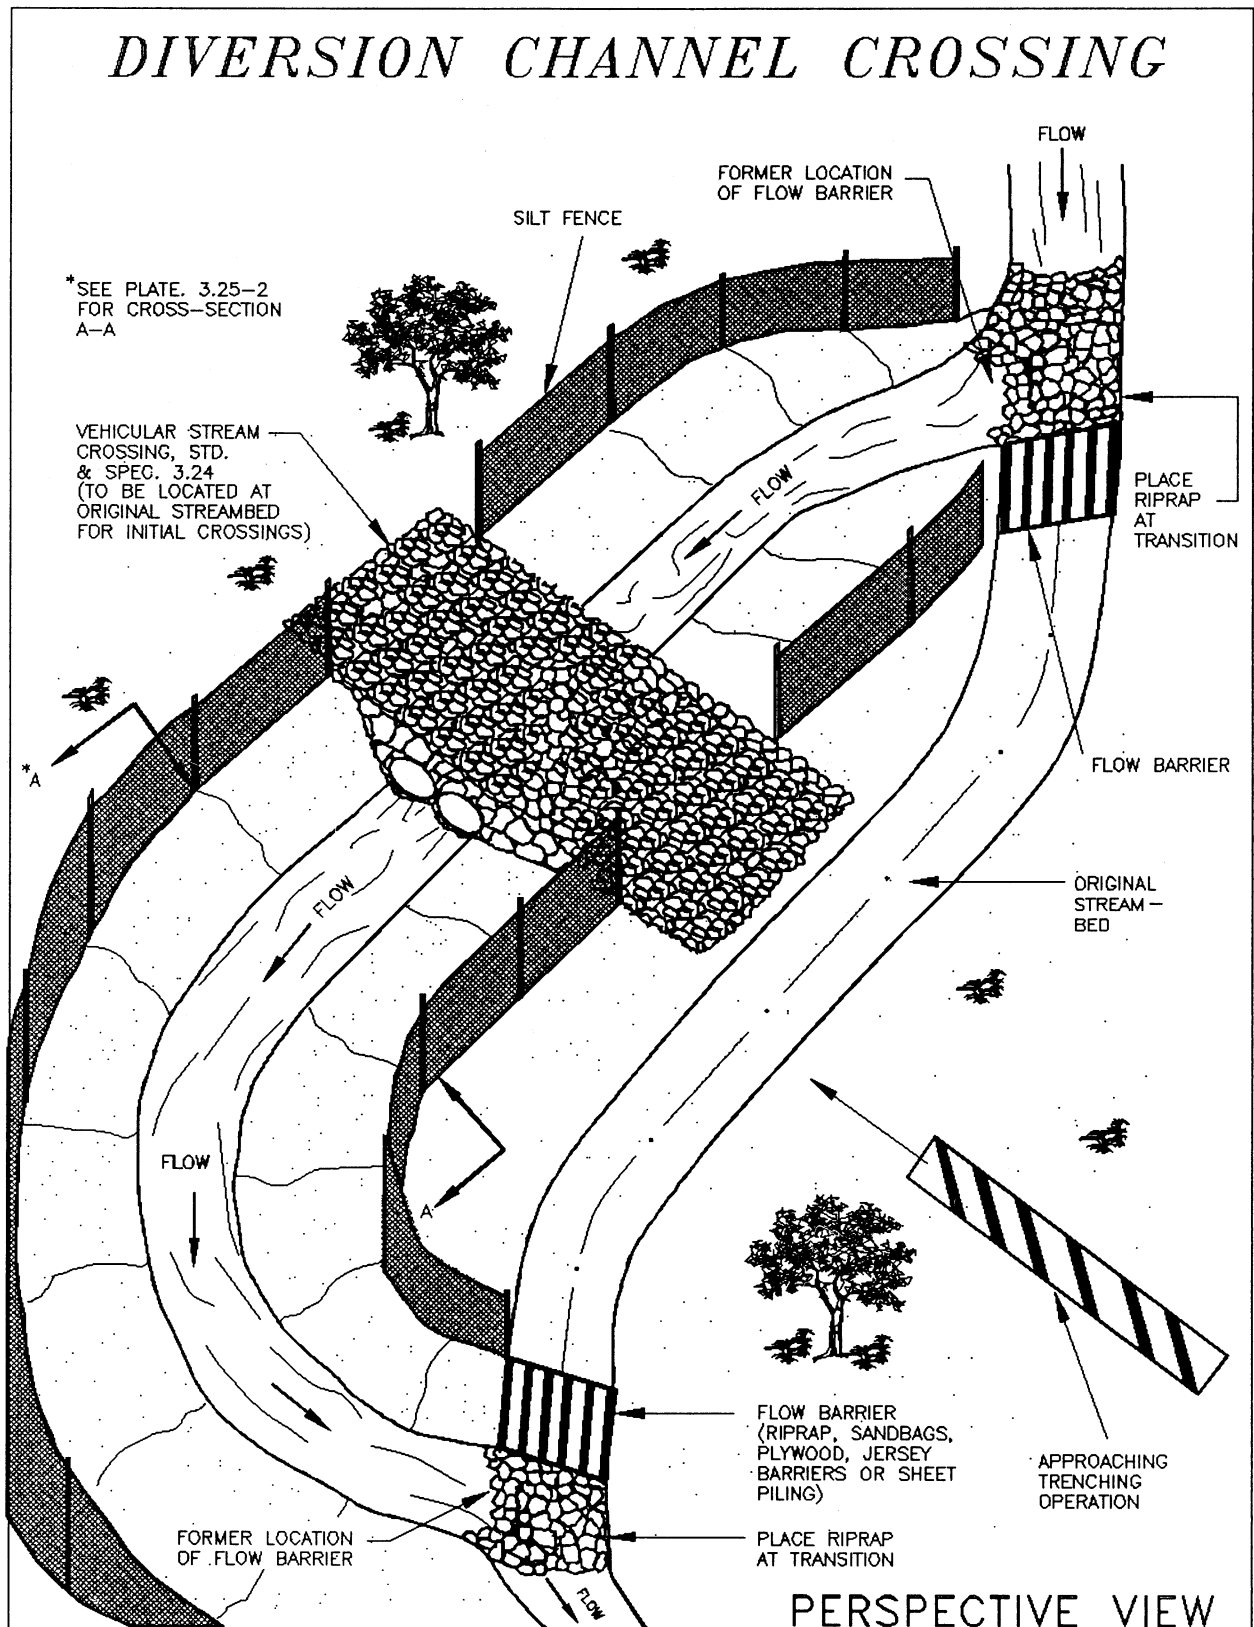 DIVERSION CHANNEL CROSSING
FLOW
FORMER LOCATION
OF FLOW BARRIER
SILT FENCE
*SEE PLATE. 3.25-2
FOR CROSS-SECTION
A-A
VEHICULAR STREAM
CROSSING, STD.
& SPEC. 3.24
(TO BE LOCATED AT
ORIGINAL STREAMBED
FOR INITIAL CROSSINGS)
FLOW
PLACE
RIPRAP
AT
TRANSITION
*A
FLOW BARRIER
FLOW
ORIGINAL
STREAM-
BED
FLOW
A
FLOW BARRIER
(RIPRAP, SANDBAGS,
PLYWOOD, JERSEY
BARRIERS OR SHEET
PILING)
APPROACHING
TRENCHING
OPERATION
FORMER LOCATION
OF FLOW BARRIER
PLACE RIPRAP
AT TRANSITION
FLOW
PERSPECTIVE VIEW